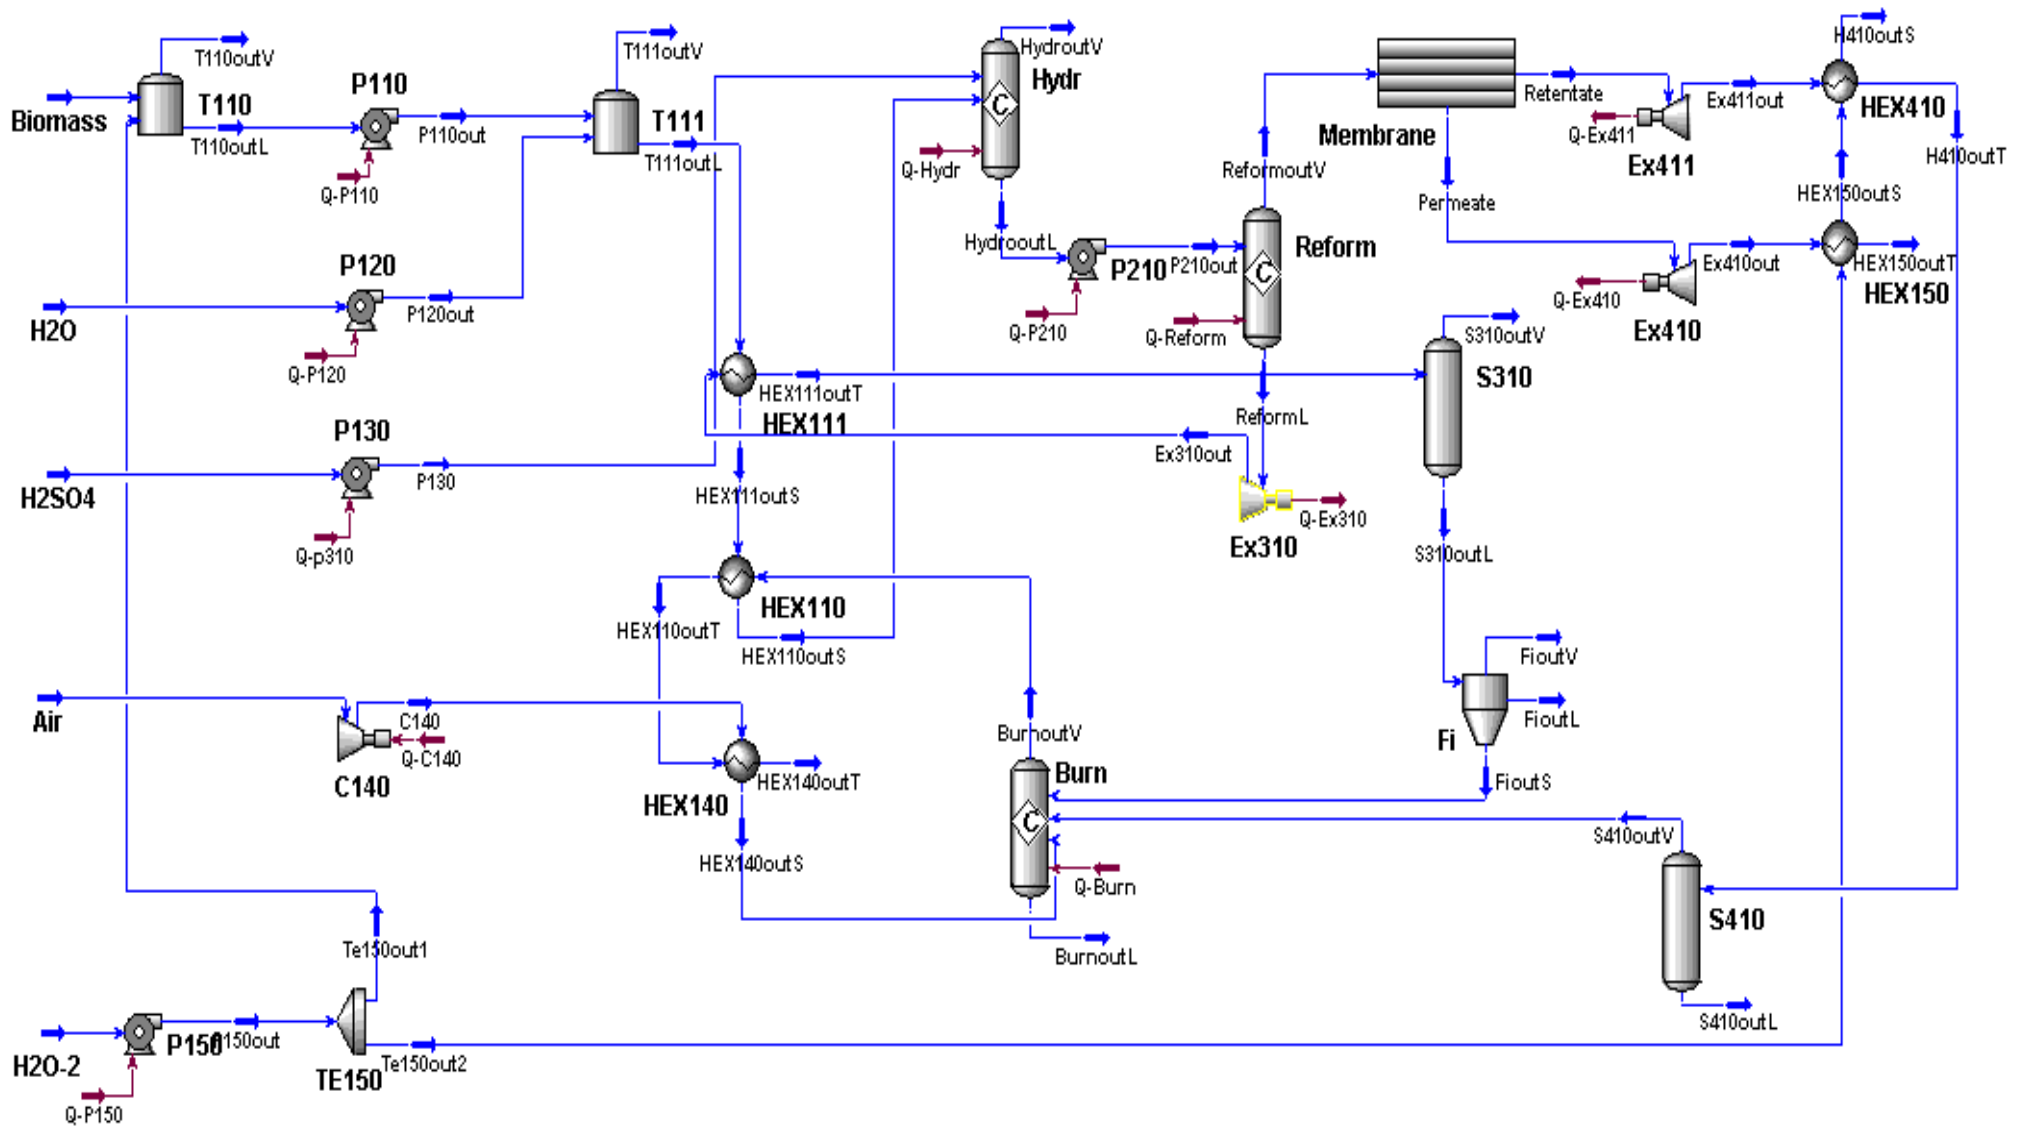 Biomass
T110outV
T110
T110outL
P110
P110out
Q-P110
T111outV
T111
T111outL
HydroutV
Hydr
Q-Hydr
HydrooutL
P210
P210out
Q-P210
ReformoutV
Reform
Q-Reform
ReformL
Membrane
Retentate
Permeate
Q-Ex411
Ex411
Ex411out
H410outS
HEX410
H410outT
HEX150outS
HEX150outT
HEX150
Ex410out
Q-Ex410
Ex410
H2O
P120
P120out
Q-P120
H2SO4
P130
P130
Q-p310
HEX111outT
HEX111
HEX111outS
Ex310out
Q-Ex310
Ex310
S310outV
S310
S310outL
HEX110
HEX110outT
HEX110outS
Air
C140
Q-C140
C140
HEX140outT
HEX140
HEX140outS
BurnoutV
Burn
Q-Burn
BurnoutL
FioutV
FioutL
Fi
FioutS
S410outV
S410
S410outL
Te150out1
H2O-2
P150
P150out
Q-P150
TE150
Te150out2
C
C
C